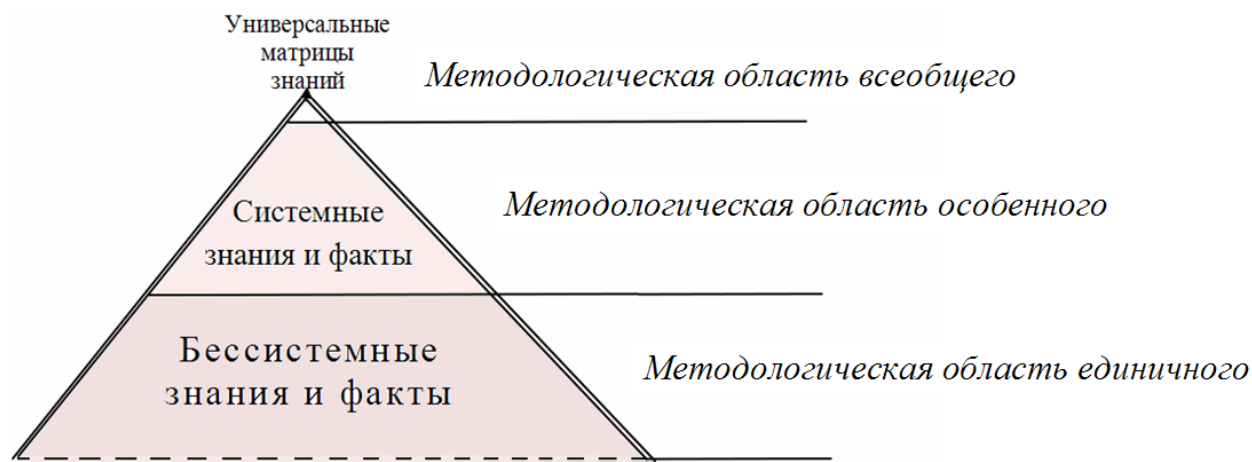 Универсальные
матрицы
знаний
Методологическая область всеобщего
Системные
знания и факты
Методологическая область особенного
Бессистемные
знания и факты
Методологическая область единичного